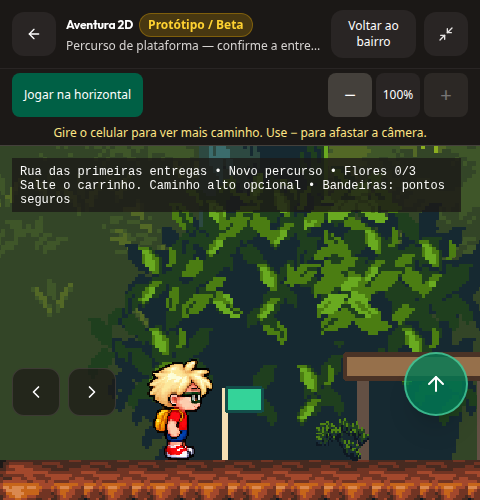 Aventura 2D
Protótipo / Beta
Percurso de plataforma — confirme a entre...
Voltar ao
bairro
Jogar na horizontal
−
100%
+
Gire o celular para ver mais caminho. Use − para afastar a câmera.
Rua das primeiras entregas • Novo percurso • Flores 0/3
Salte o carrinho. Caminho alto opcional • Bandeiras: pontos
seguros